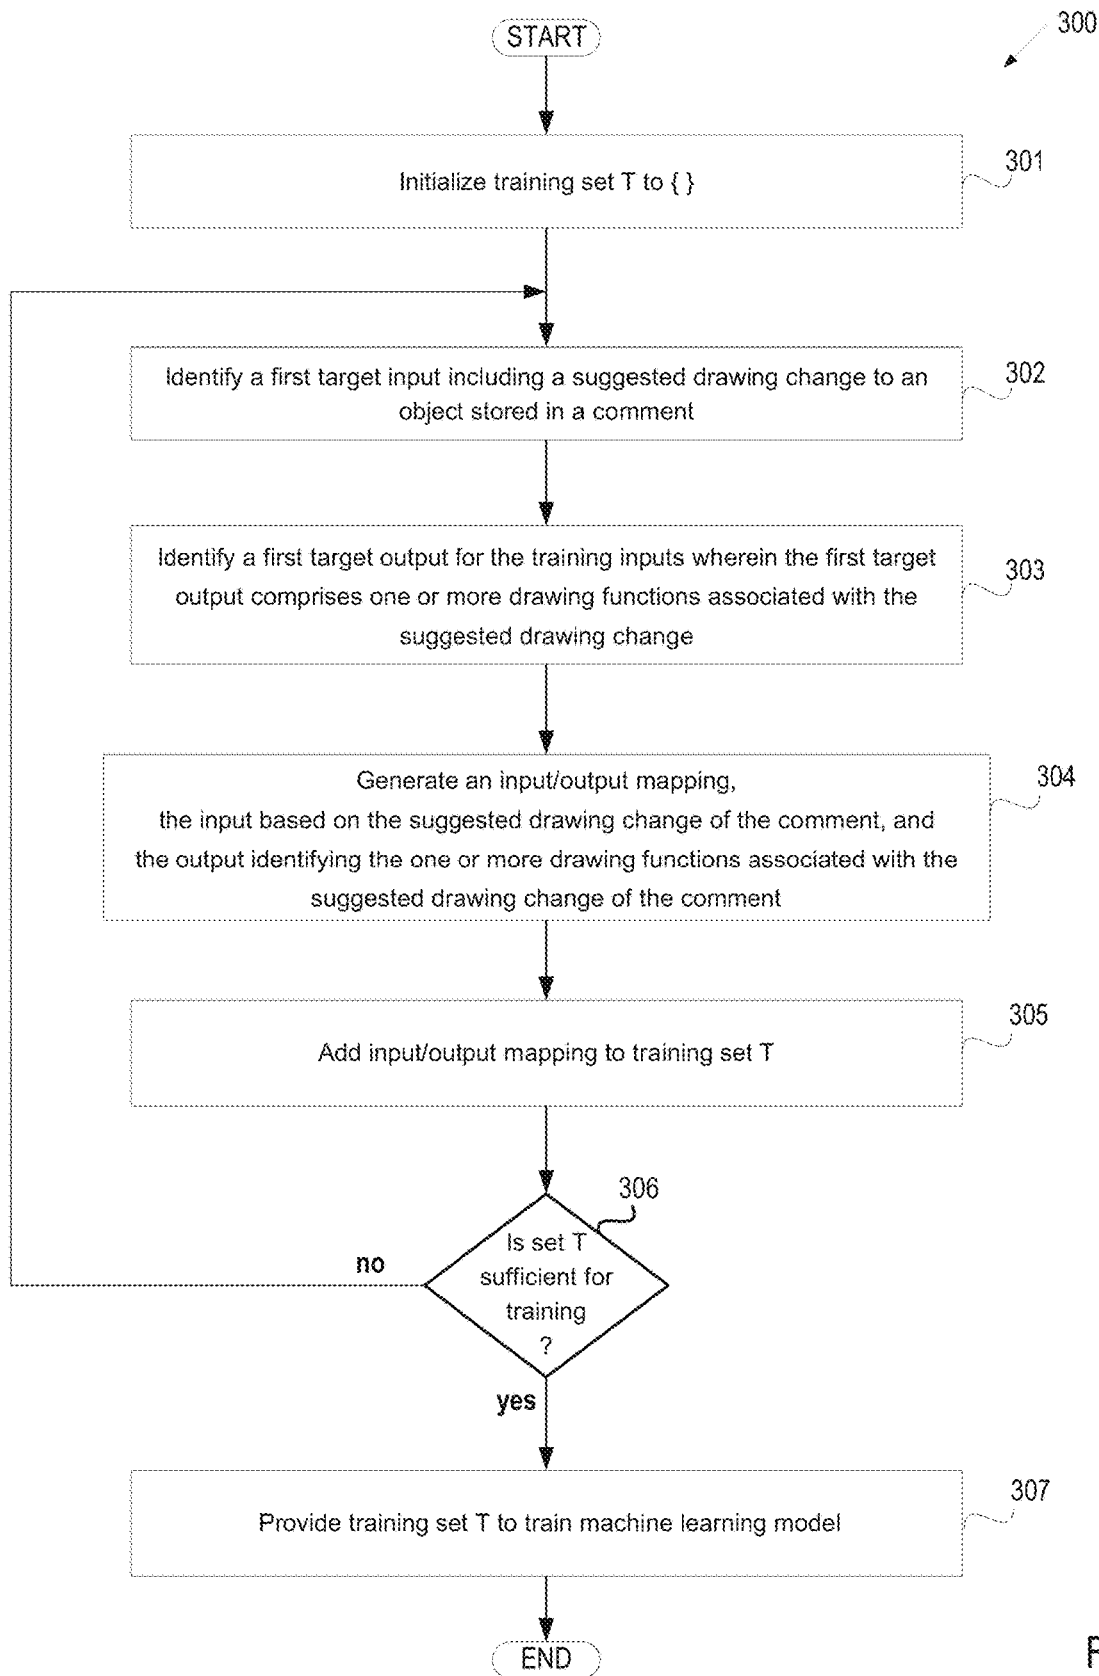 START
300
Initialize training set T to { }
301
Identify a first target input including a suggested drawing change to an
object stored in a comment
302
Identify a first target output for the training inputs wherein the first target
output comprises one or more drawing functions associated with the
suggested drawing change
303
Generate an input/output mapping,
the input based on the suggested drawing change of the comment, and
the output identifying the one or more drawing functions associated with the
suggested drawing change of the comment
304
Add input/output mapping to training set T
305
306
Is set T
sufficient for
training
?
no
yes
Provide training set T to train machine learning model
307
END